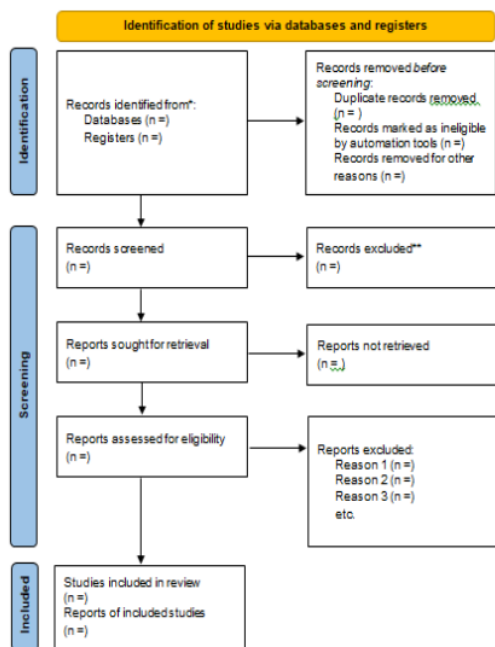 Identification of studies via databases and registers
Identification
Records identified from*:
Databases (n =)
Registers (n =)
Records removed before
screening:
Duplicate records removed
(n = )
Records marked as ineligible
by automation tools (n =)
Records removed for other
reasons (n =)
Screening
Records screened
(n =)
Records excluded**
(n =)
Reports sought for retrieval
(n =)
Reports not retrieved
(n = )
Reports assessed for eligibility
(n =)
Reports excluded:
Reason 1 (n =)
Reason 2 (n =)
Reason 3 (n =)
etc.
Included
Studies included in review
(n =)
Reports of included studies
(n =)